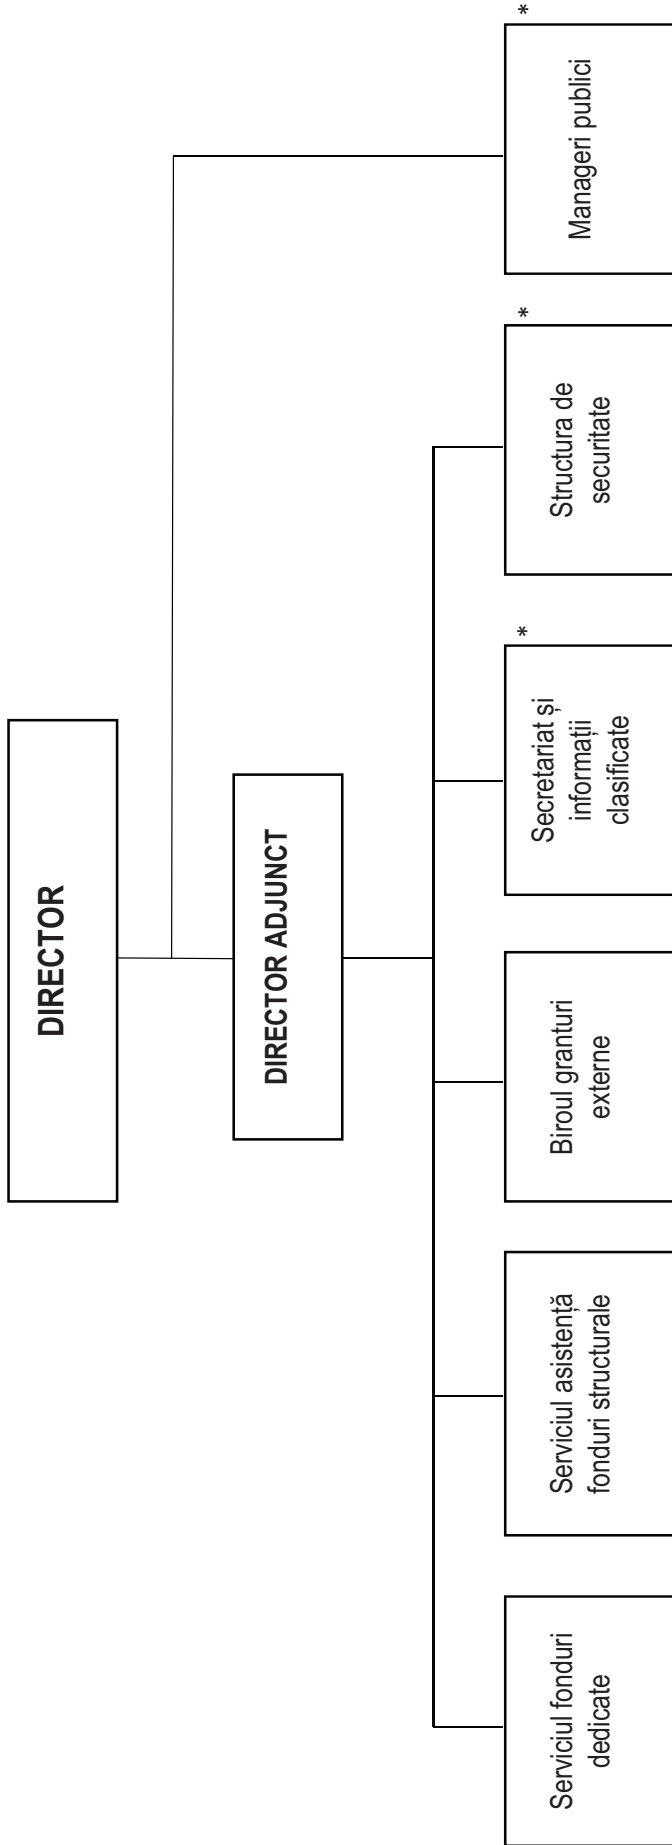 DIRECTOR
DIRECTOR ADJUNCT
Serviciul fonduri
dedicate
Serviciul asistență
fonduri structurale
Biroul granturi
externe
*
Secretariat și
informații
clasificate
*
Structura de
securitate
*
Manageri publici